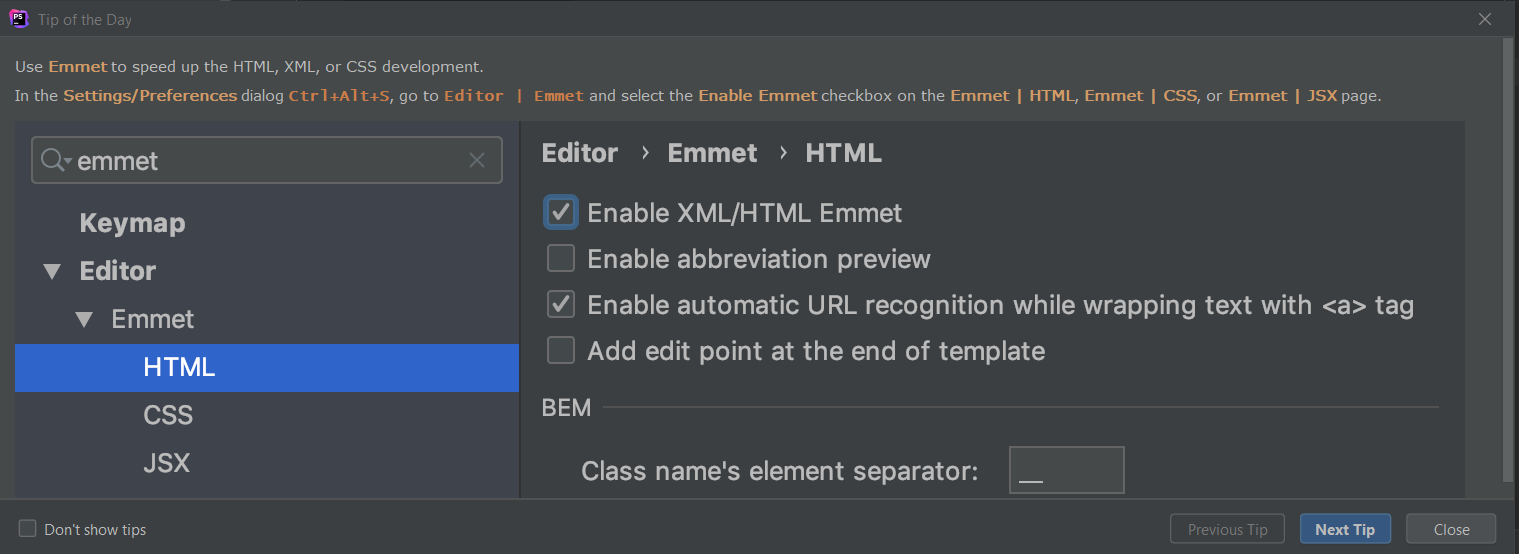 PS
Tip of the Day
Use Emmet to speed up the HTML, XML, or CSS development.
In the Settings/Preferences dialog Ctrl+Alt+S, go to Editor | Emmet and select the Enable Emmet checkbox on the Emmet | HTML, Emmet | CSS, or Emmet | JSX page.
emmet
Keymap
Editor
Emmet
HTML
CSS
JSX
Editor › Emmet › HTML
Enable XML/HTML Emmet
Enable abbreviation preview
Enable automatic URL recognition while wrapping text with <a> tag
Add edit point at the end of template
BEM
Class name's element separator: __
Don't show tips
Previous Tip
Next Tip
Close